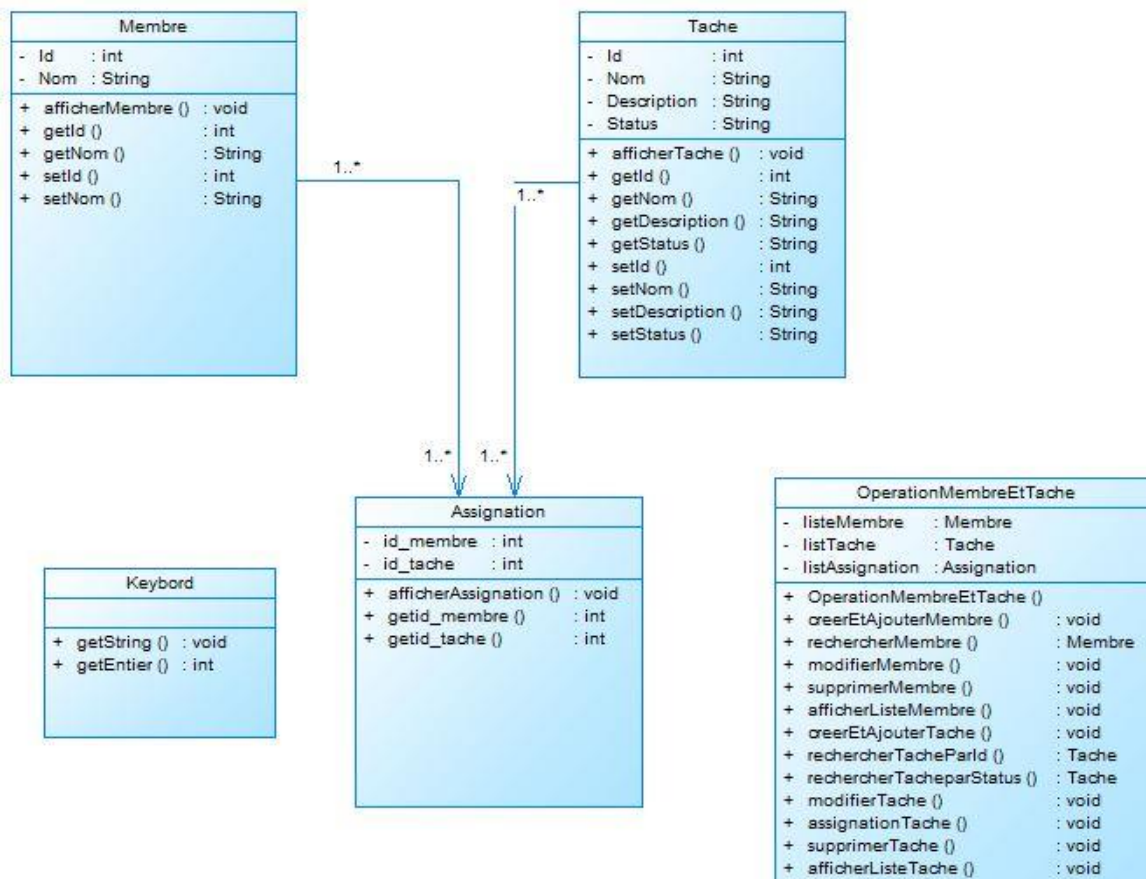 Membre
- Id : int
- Nom : String
+ afficherMembre () : void
+ getId () : int
+ getNom () : String
+ setId () : int
+ setNom () : String
Tache
- Id : int
- Nom : String
- Description : String
- Status : String
+ afficherTache () : void
+ getId () : int
+ getNom () : String
+ getDescription () : String
+ getStatus () : String
+ setId () : int
+ setNom () : String
+ setDescription () : String
+ setStatus () : String
1..*
1..*
1..*
1..*
Assignation
- id_membre : int
- id_tache : int
+ afficherAssignation () : void
+ getid_membre () : int
+ getid_tache () : int
Keybord
+ getString () : void
+ getEntier () : int
OperationMembreEtTache
- listeMembre : Membre
- listTache : Tache
- listAssignation : Assignation
+ OperationMembreEtTache ()
+ creerEtAjouterMembre () : void
+ rechercherMembre () : Membre
+ modifierMembre () : void
+ supprimerMembre () : void
+ afficherListeMembre () : void
+ creerEtAjouterTache () : void
+ rechercherTacheParId () : Tache
+ rechercherTacheparStatus () : Tache
+ modifierTache () : void
+ assignationTache () : void
+ supprimerTache () : void
+ afficherListeTache () : void